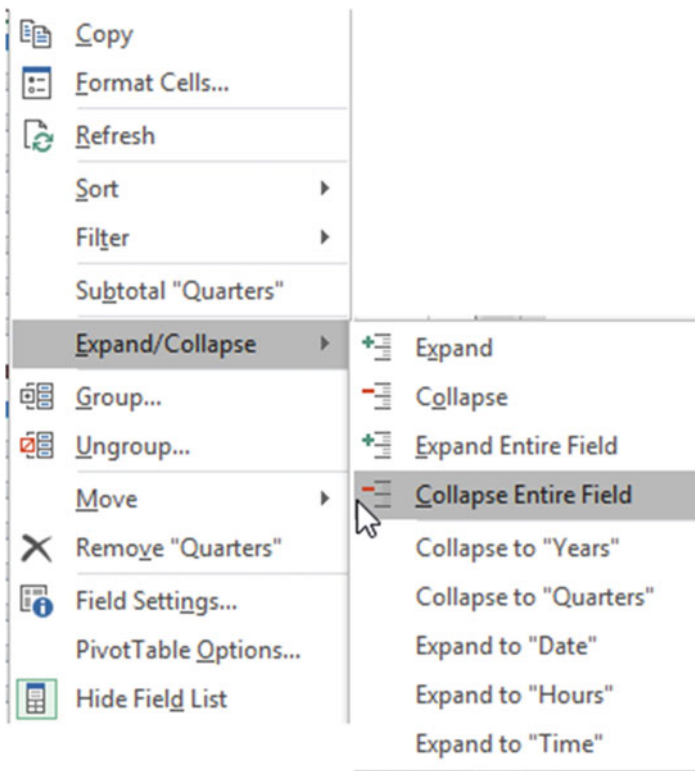 Copy
Format Cells...
Refresh
Sort
Filter
Subtotal "Quarters"
Expand/Collapse
Group...
Ungroup...
Move
Remove "Quarters"
Field Settings...
PivotTable Options...
Hide Field List
Expand
Collapse
Expand Entire Field
Collapse Entire Field
Collapse to "Years"
Collapse to "Quarters"
Expand to "Date"
Expand to "Hours"
Expand to "Time"